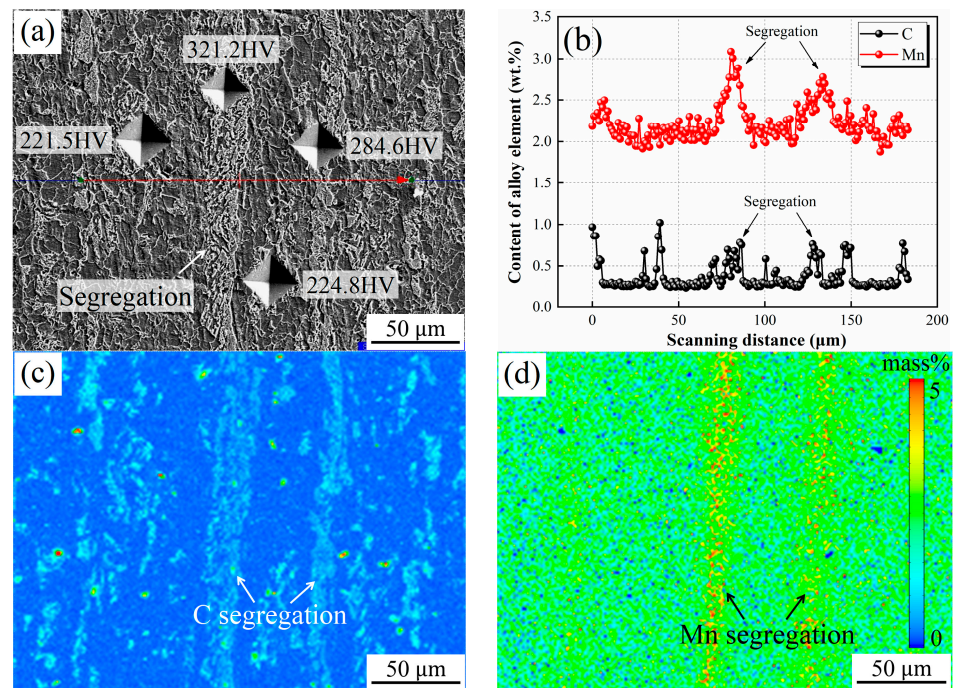 (a)
321.2HV
221.5HV
284.6HV
Segregation
224.8HV
50 μm
(b)
Segregation
C
Mn
Segregation
Content of alloy element (wt.%)
3.5
3.0
2.5
2.0
1.5
1.0
0.5
0.0
0 50 100 150 200
Scanning distance (μm)
(c)
C segregation
50 μm
(d)
mass%
5
Mn segregation
0
50 μm